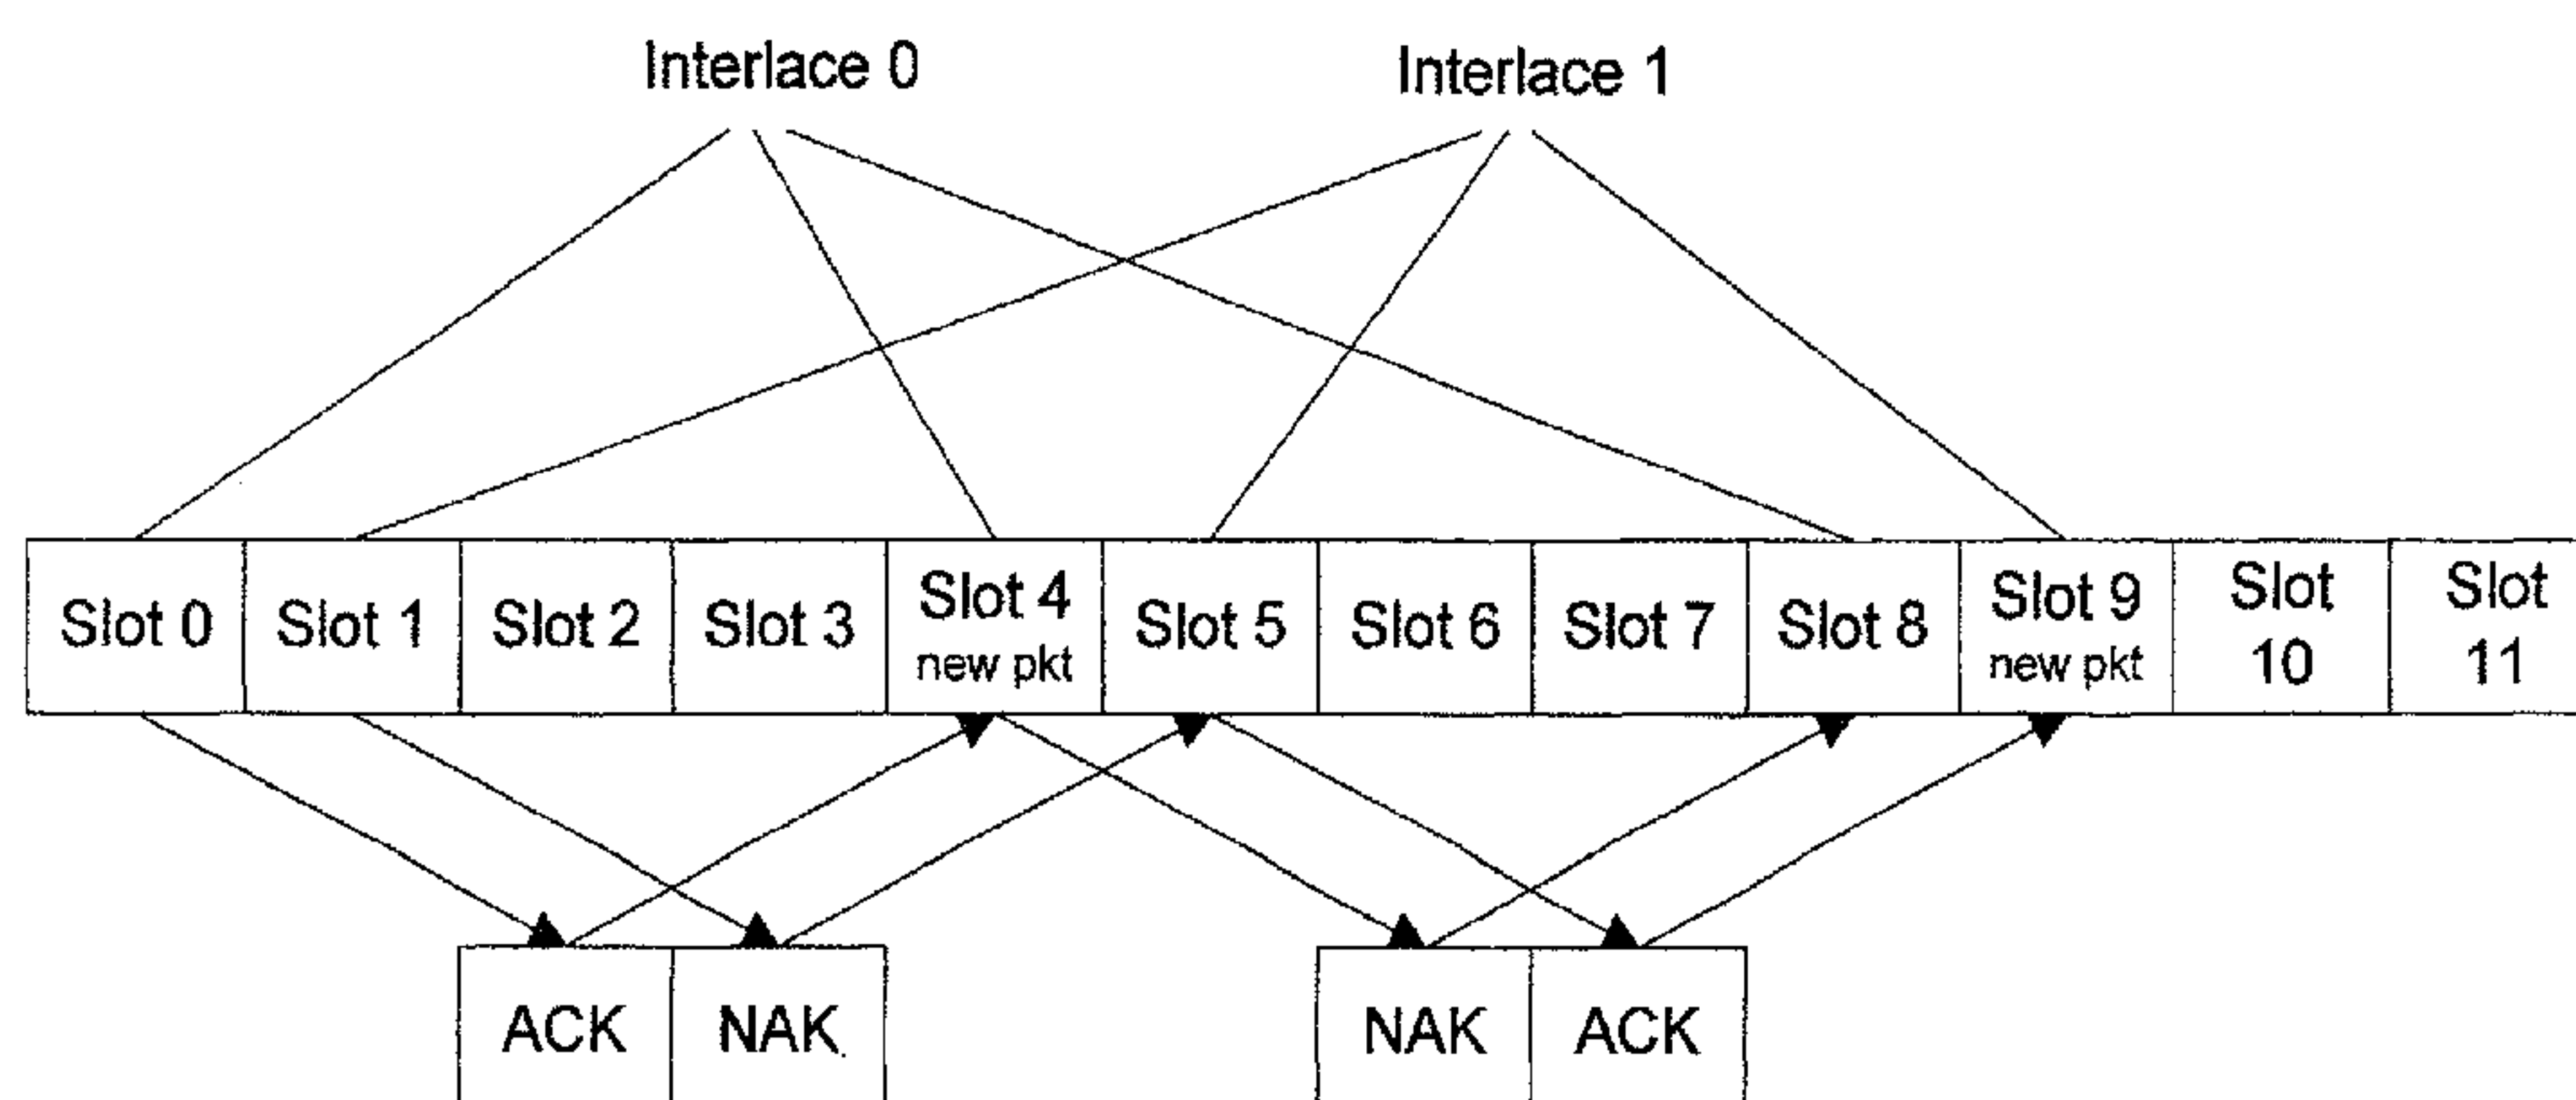 Interlace 0
Interlace 1
Slot 0
Slot 1
Slot 2
Slot 3
Slot 4
new pkt
Slot 5
Slot 6
Slot 7
Slot 8
Slot 9
new pkt
Slot
10
Slot
11
ACK
NAK
NAK
ACK